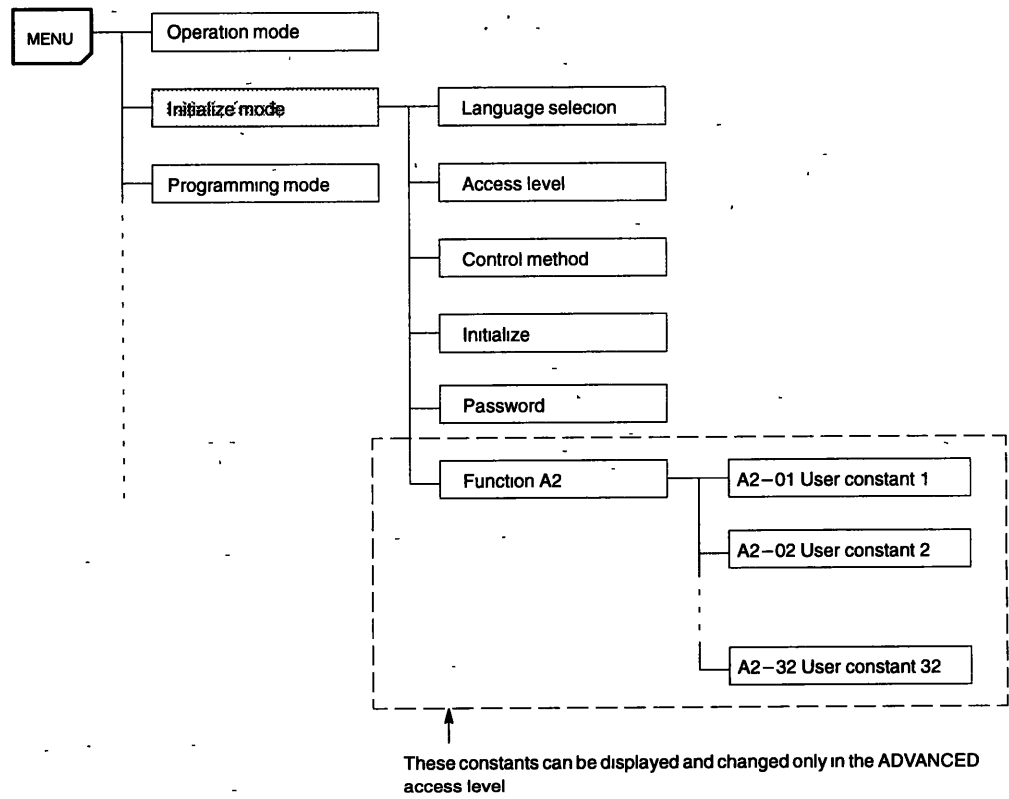 MENU
Operation mode
Initialize mode
Programming mode
Language selecion
Access level
Control method
Initialize
Password
Function A2
A2−01 User constant 1
A2−02 User constant 2
A2−32 User constant 32
These constants can be displayed and changed only in the ADVANCED
access level